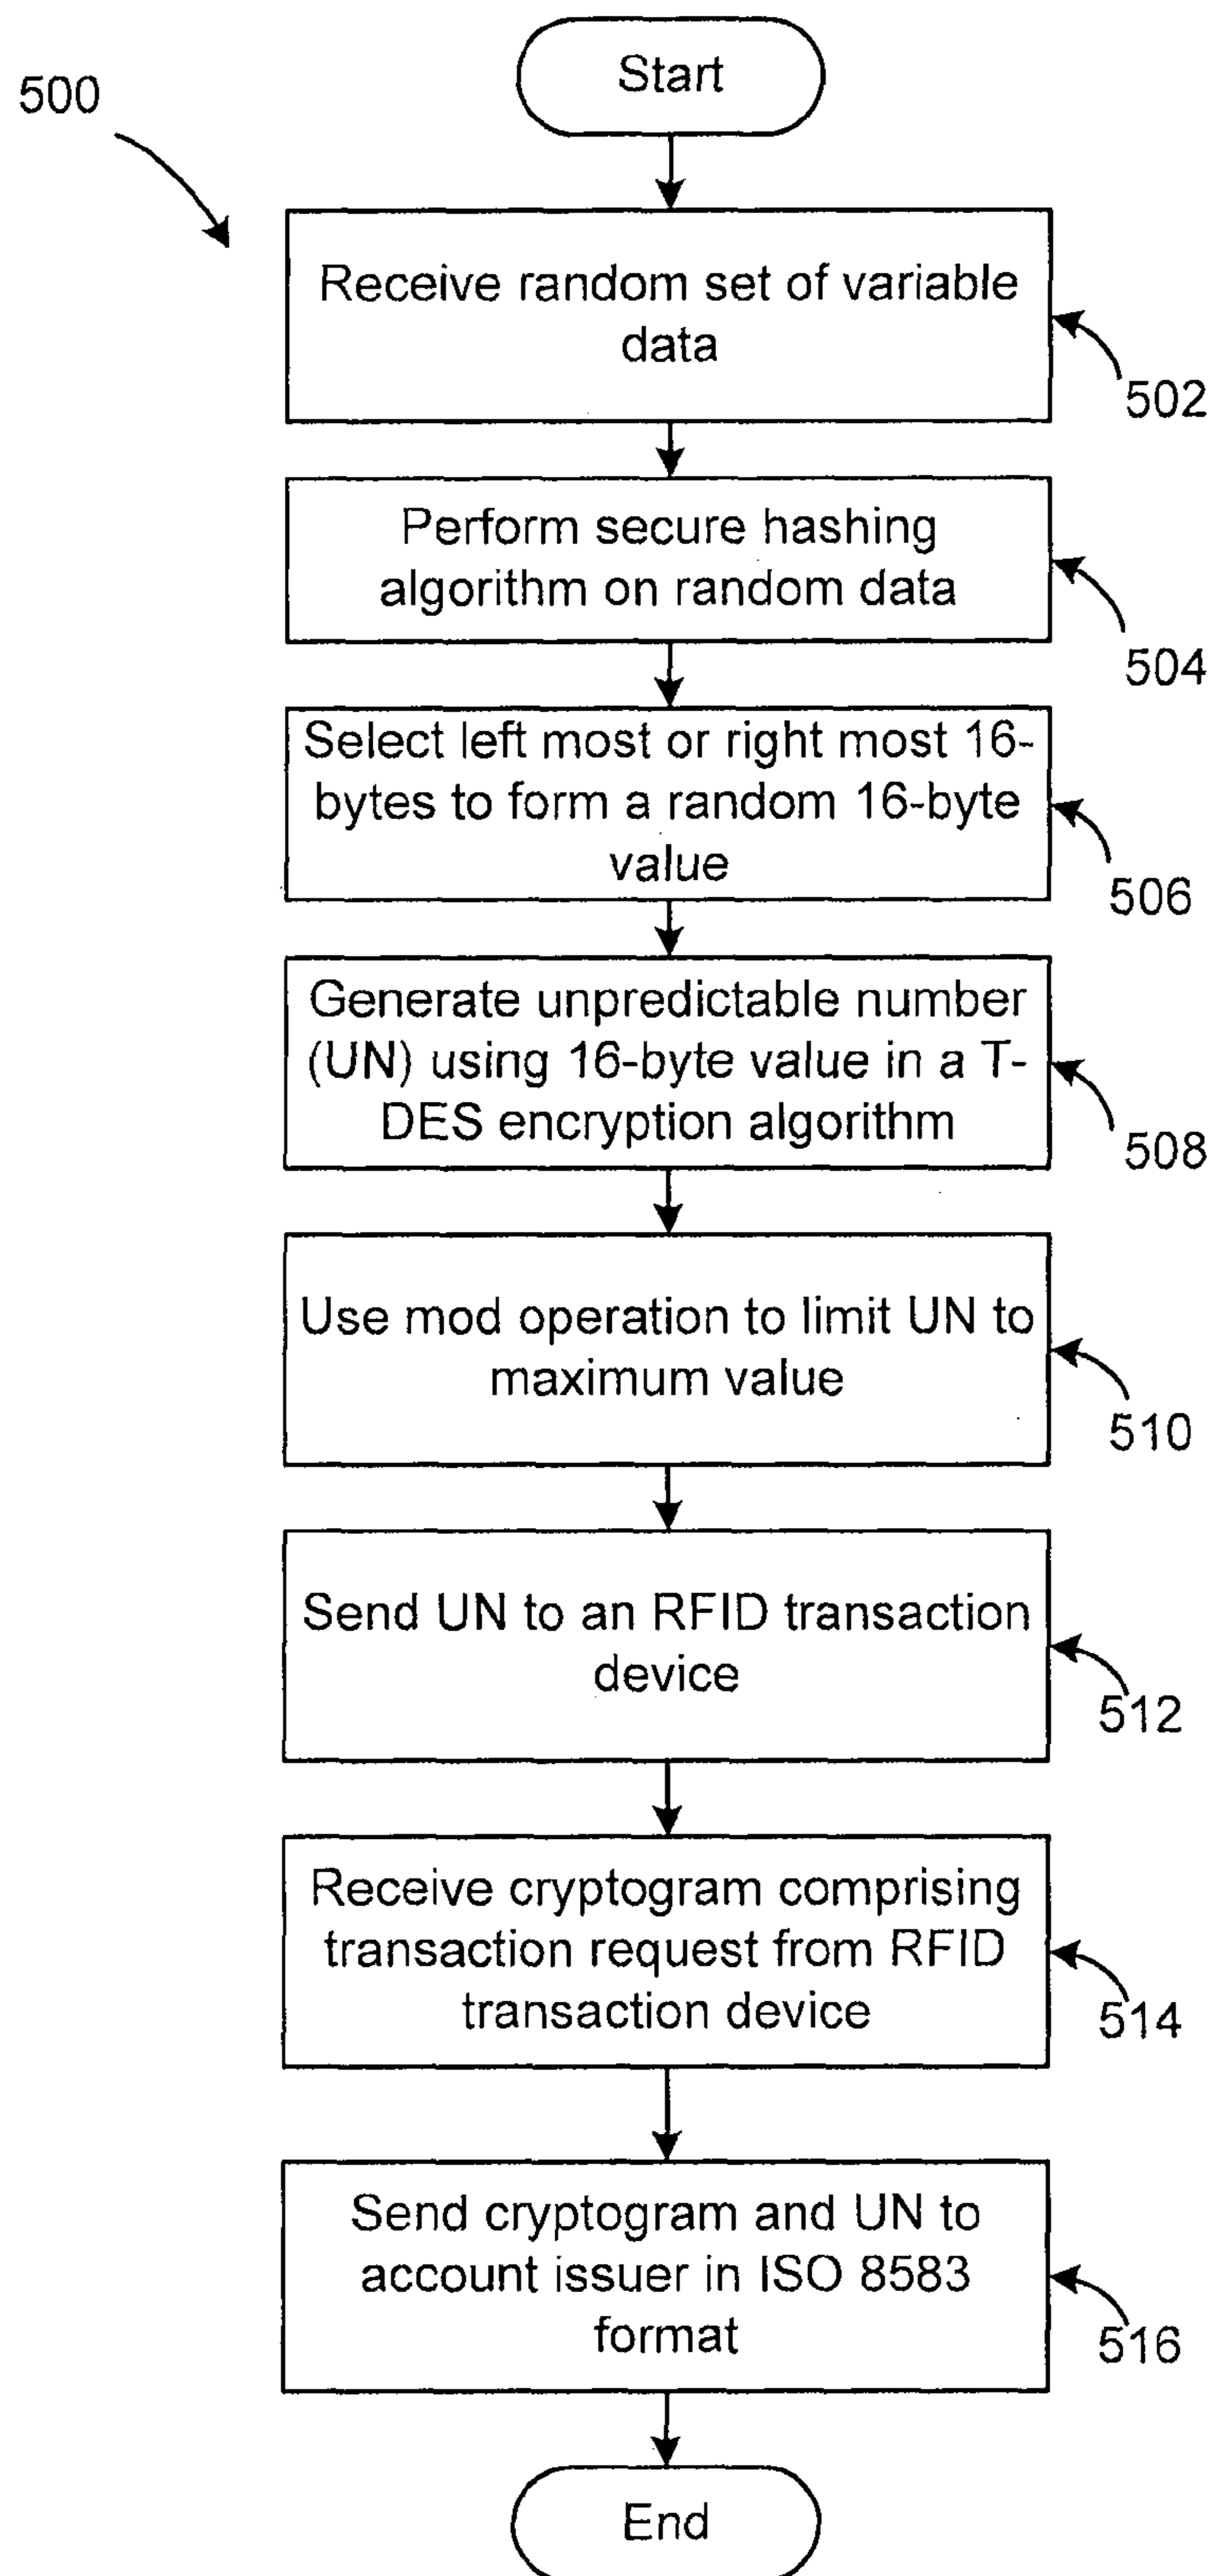 Start
500
Receive random set of variable
data
502
Perform secure hashing
algorithm on random data
504
Select left most or right most 16-
bytes to form a random 16-byte
value
506
Generate unpredictable number
(UN) using 16-byte value in a T-
DES encryption algorithm
508
Use mod operation to limit UN to
maximum value
510
Send UN to an RFID transaction
device
512
Receive cryptogram comprising
transaction request from RFID
transaction device
514
Send cryptogram and UN to
account issuer in ISO 8583
format
516
End